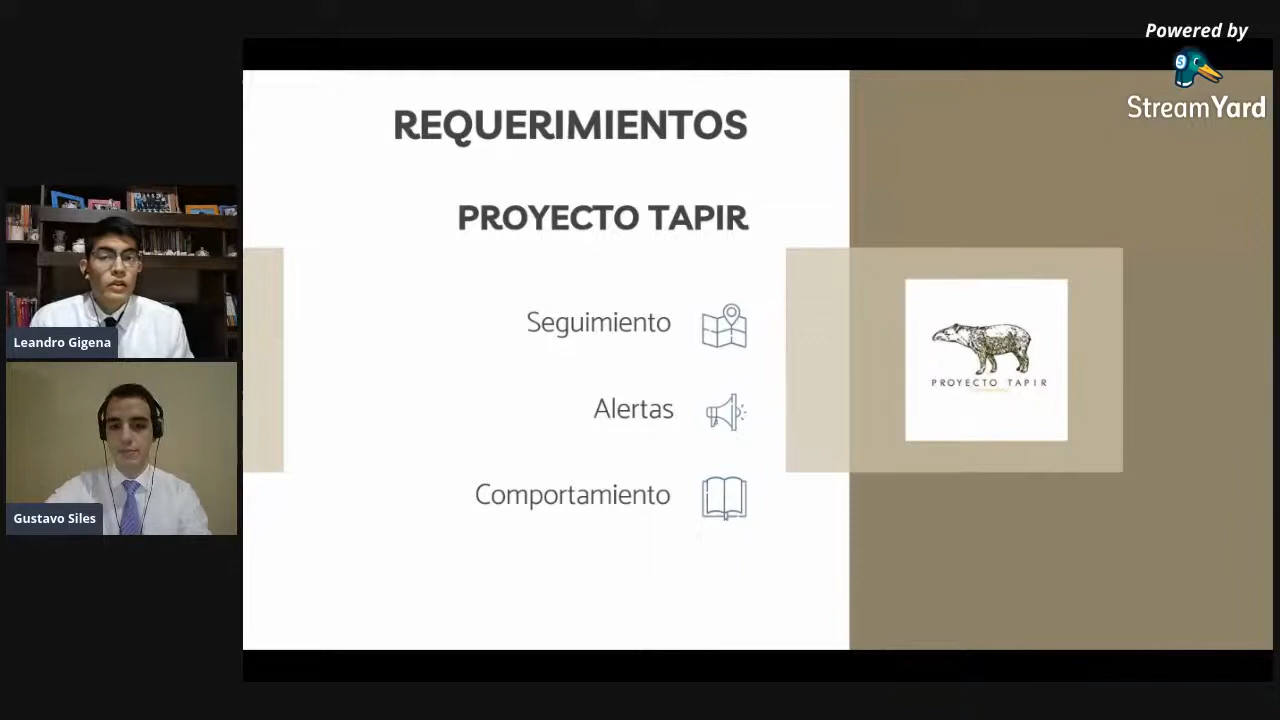 Powered by
StreamYard
REQUERIMIENTOS
PROYECTO TAPIR
Seguimiento
Alertas
Comportamiento
PROYECTO TAPIR
Leandro Gigena
Gustavo Siles